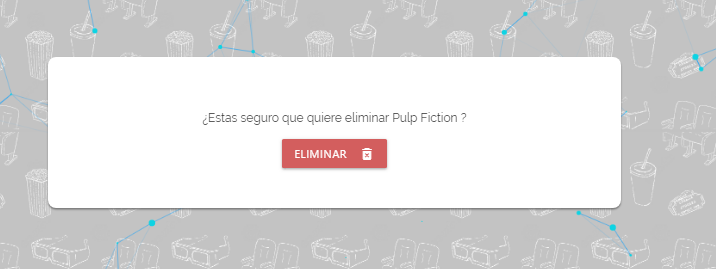 ¿Estas seguro que quiere eliminar Pulp Fiction ?
ELIMINAR